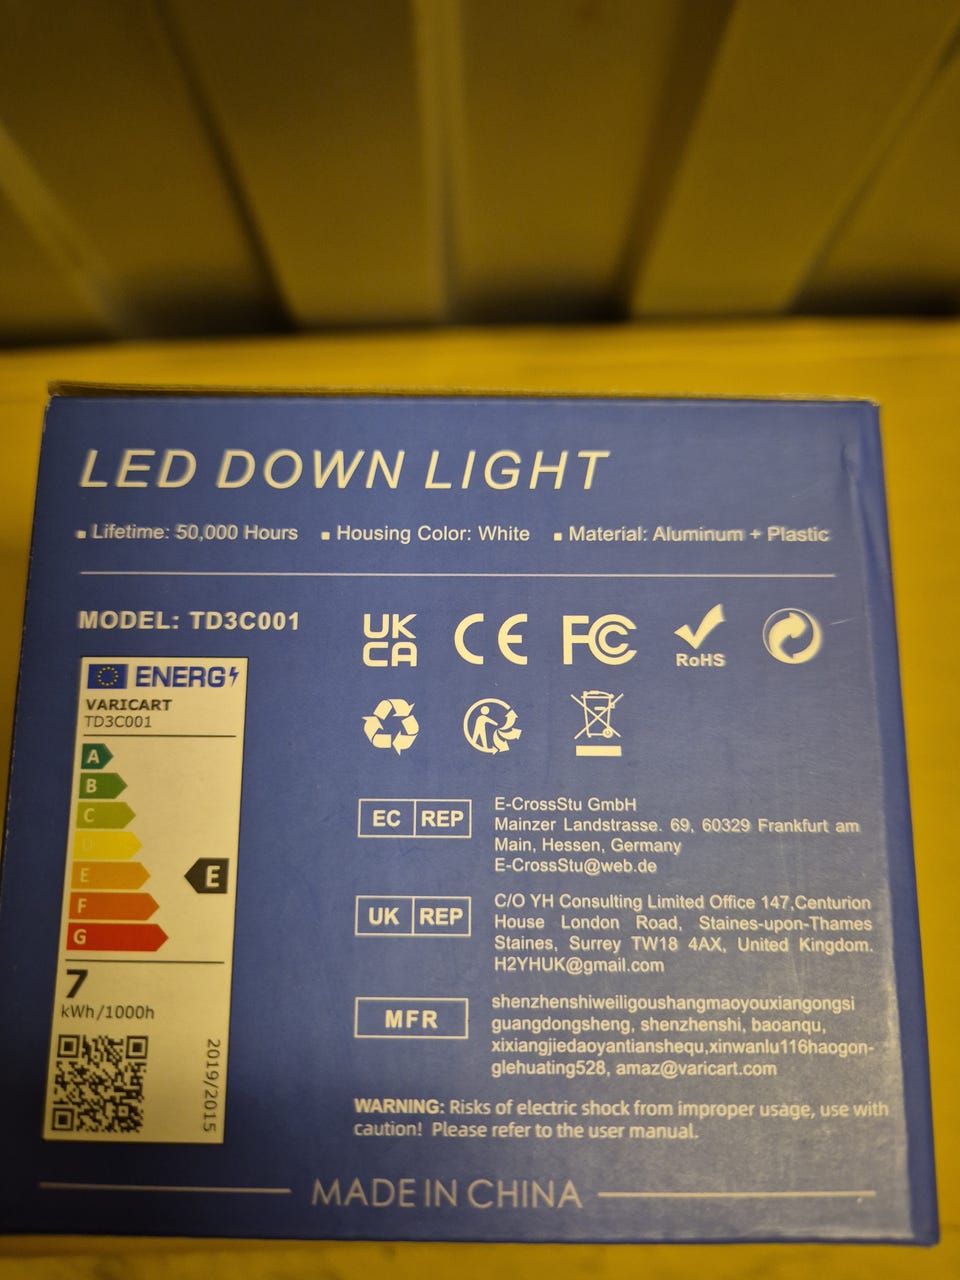 LED DOWN LIGHT
▪ Lifetime: 50,000 Hours ▪ Housing Color: White ▪ Material: Aluminum + Plastic
MODEL: TD3C001
UK
CA
CE
FC
RoHS
ENERG
VARICART
TD3C001
A
B
C
D
E
F
G
E
7
kWh/1000h
2019/2015
EC REP
E-CrossStu GmbH
Mainzer Landstrasse. 69, 60329 Frankfurt am
Main, Hessen, Germany
E-CrossStu@web.de
UK REP
C/O YH Consulting Limited Office 147,Centurion
House London Road, Staines-upon-Thames
Staines, Surrey TW18 4AX, United Kingdom.
H2YHUK@gmail.com
MFR
shenzhenshiweiligoushangmaoyouxiangongsi
guangdongsheng, shenzhenshi, baoanqu,
xixiangjiedaoyantianshequ,xinwanlu116haogon-
glehuating528, amaz@varicart.com
WARNING: Risks of electric shock from improper usage, use with
caution! Please refer to the user manual.
MADE IN CHINA